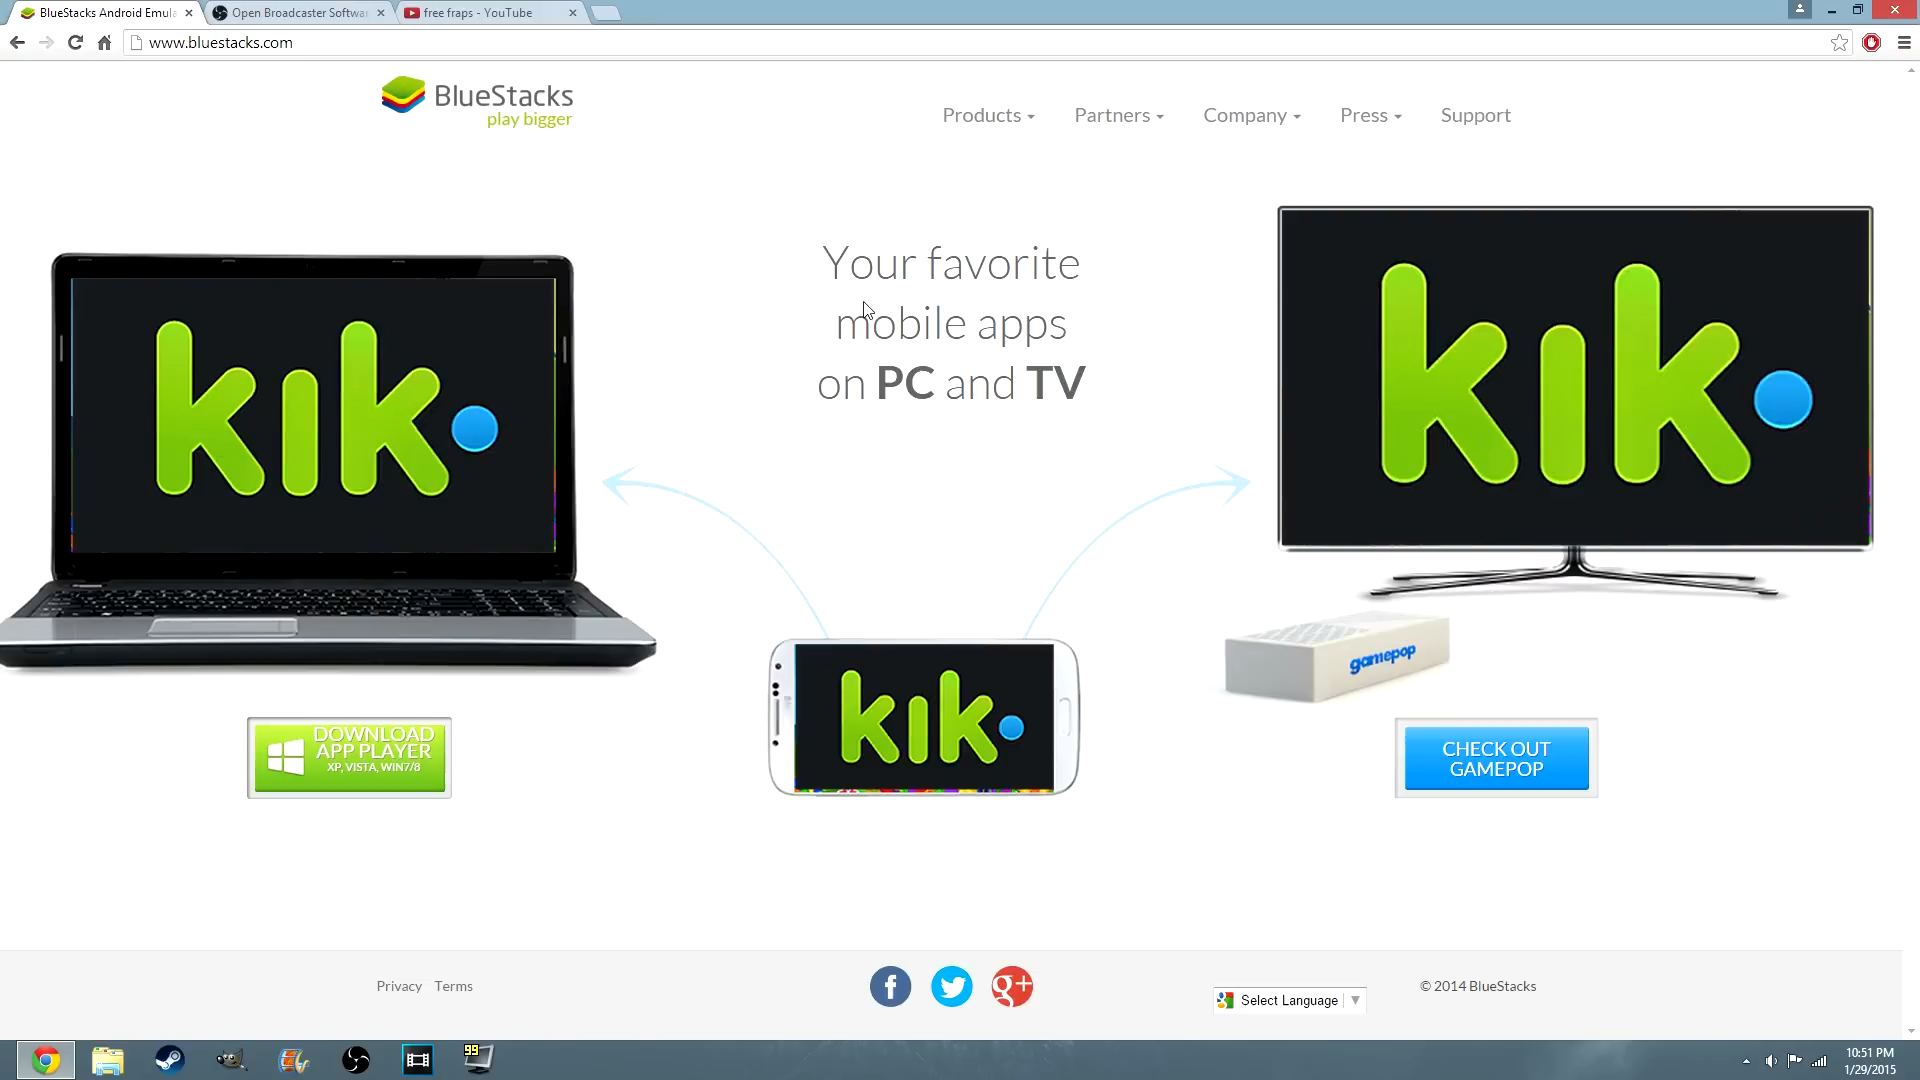 BlueStacks Android Emula
Open Broadcaster Softwa
free fraps - YouTube
www.bluestacks.com
BlueStacks
play bigger
Products
Partners
Company
Press
Support
Your favorite
mobile apps
on PC and TV
kik
kik
gamepop
kik
DOWNLOAD
APP PLAYER
XP, VISTA, WIN7/8
CHECK OUT
GAMEPOP
Privacy
Terms
f
g+
Select Language
© 2014 BlueStacks
99
10:51 PM
1/29/2015